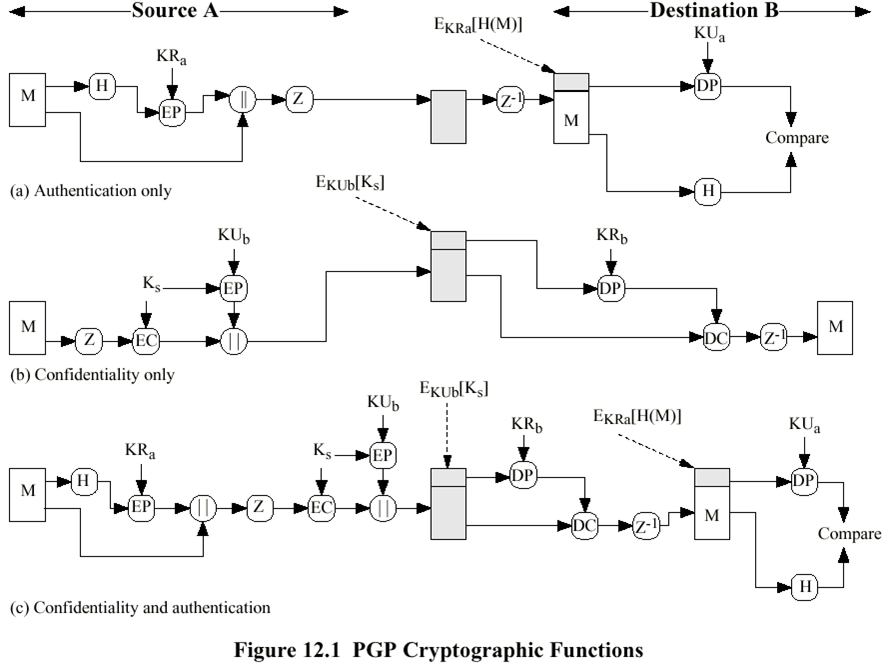 Source A
Destination B
E_KRa[H(M)]
KU_a
KR_a
M
H
EP
||
Z
Z⁻¹
M
DP
Compare
H
(a) Authentication only
E_KUb[K_s]
KU_b
KR_b
K_s
EP
DP
M
Z
EC
||
DC
Z⁻¹
M
(b) Confidentiality only
E_KUb[K_s]
KU_b
KR_b
E_KRa[H(M)]
KU_a
KR_a
K_s
EP
DP
DP
M
H
EP
||
Z
EC
||
DC
Z⁻¹
M
Compare
H
(c) Confidentiality and authentication
Figure 12.1 PGP Cryptographic Functions